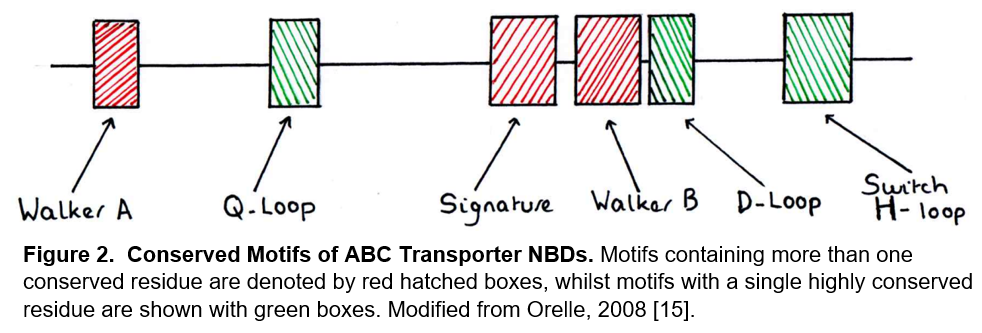 Walker A
Q-Loop
Signature
Walker B
D-Loop
Switch
H-loop
Figure 2. Conserved Motifs of ABC Transporter NBDs. Motifs containing more than one
conserved residue are denoted by red hatched boxes, whilst motifs with a single highly conserved
residue are shown with green boxes. Modified from Orelle, 2008 [15].